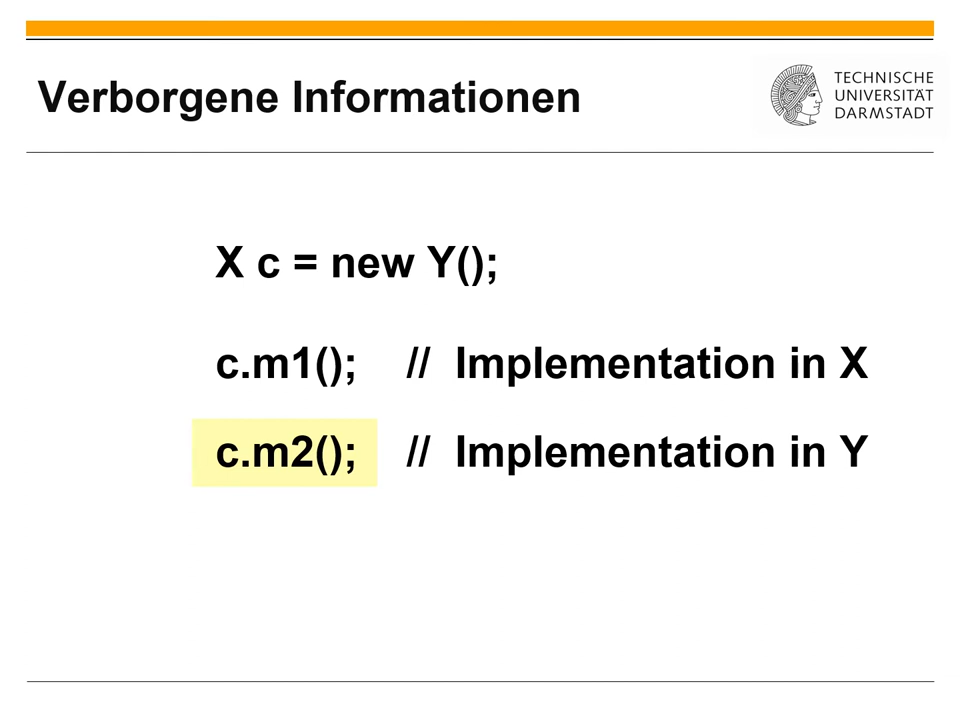 Verborgene Informationen
TECHNISCHE
UNIVERSITÄT
DARMSTADT
X c = new Y();
c.m1(); // Implementation in X
c.m2(); // Implementation in Y